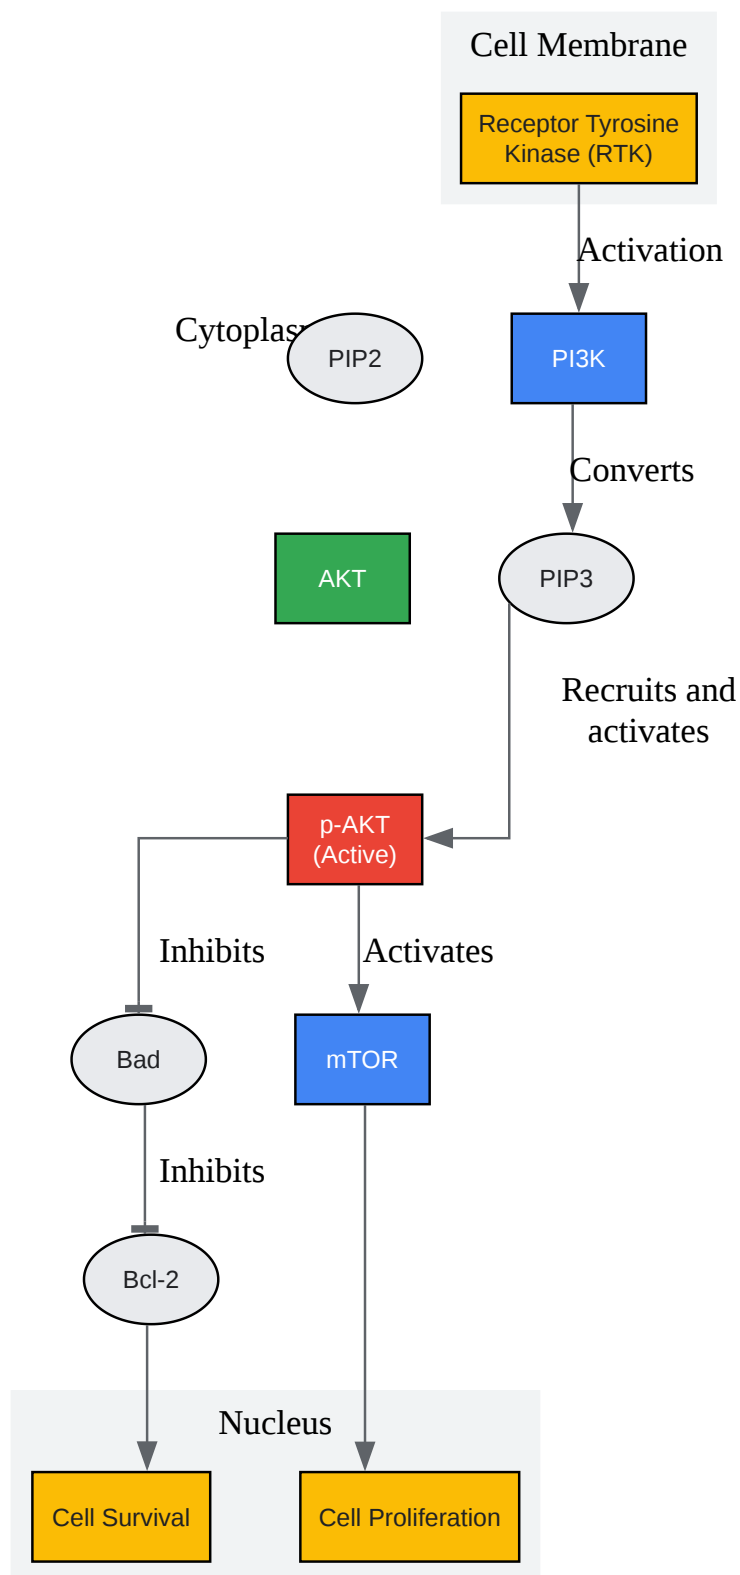 Cell Membrane
Receptor Tyrosine
Kinase (RTK)
Activation
PIP2
PI3K
Converts
AKT
PIP3
Recruits and
activates
p-AKT
(Active)
Inhibits
Activates
Bad
mTOR
Inhibits
Bcl-2
Nucleus
Cell Survival
Cell Proliferation